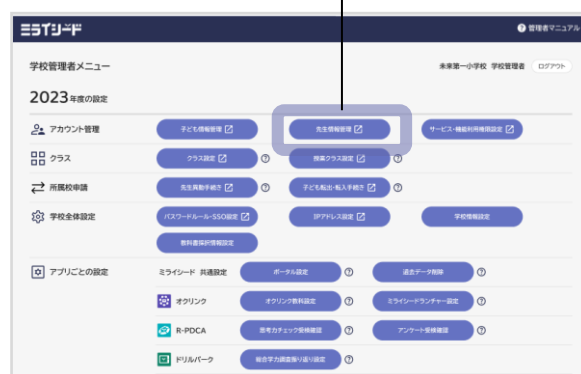 ミライシード
管理者マニュアル
学校管理者メニュー
未来第一小学校 学校管理者 ログアウト
2023年度の設定
アカウント管理 子ども情報管理 先生情報管理 サービス・機能利用権限設定
クラス クラス設定 授業クラス設定
所属校申請 先生異動手続き 子ども転出・転入手続き
学校全体設定 パスワードルール・SSO設定 IPアドレス設定 学校情報設定
教科書採択情報設定
アプリごとの設定 ミライシード 共通設定 ポータル設定 過去データ削除
オクリンク オクリンク教科設定 ミライシードランチャー設定
R-PDCA 思考力チェック受検確認 アンケート受検確認
ドリルパーク 総合学力調査振り返り設定